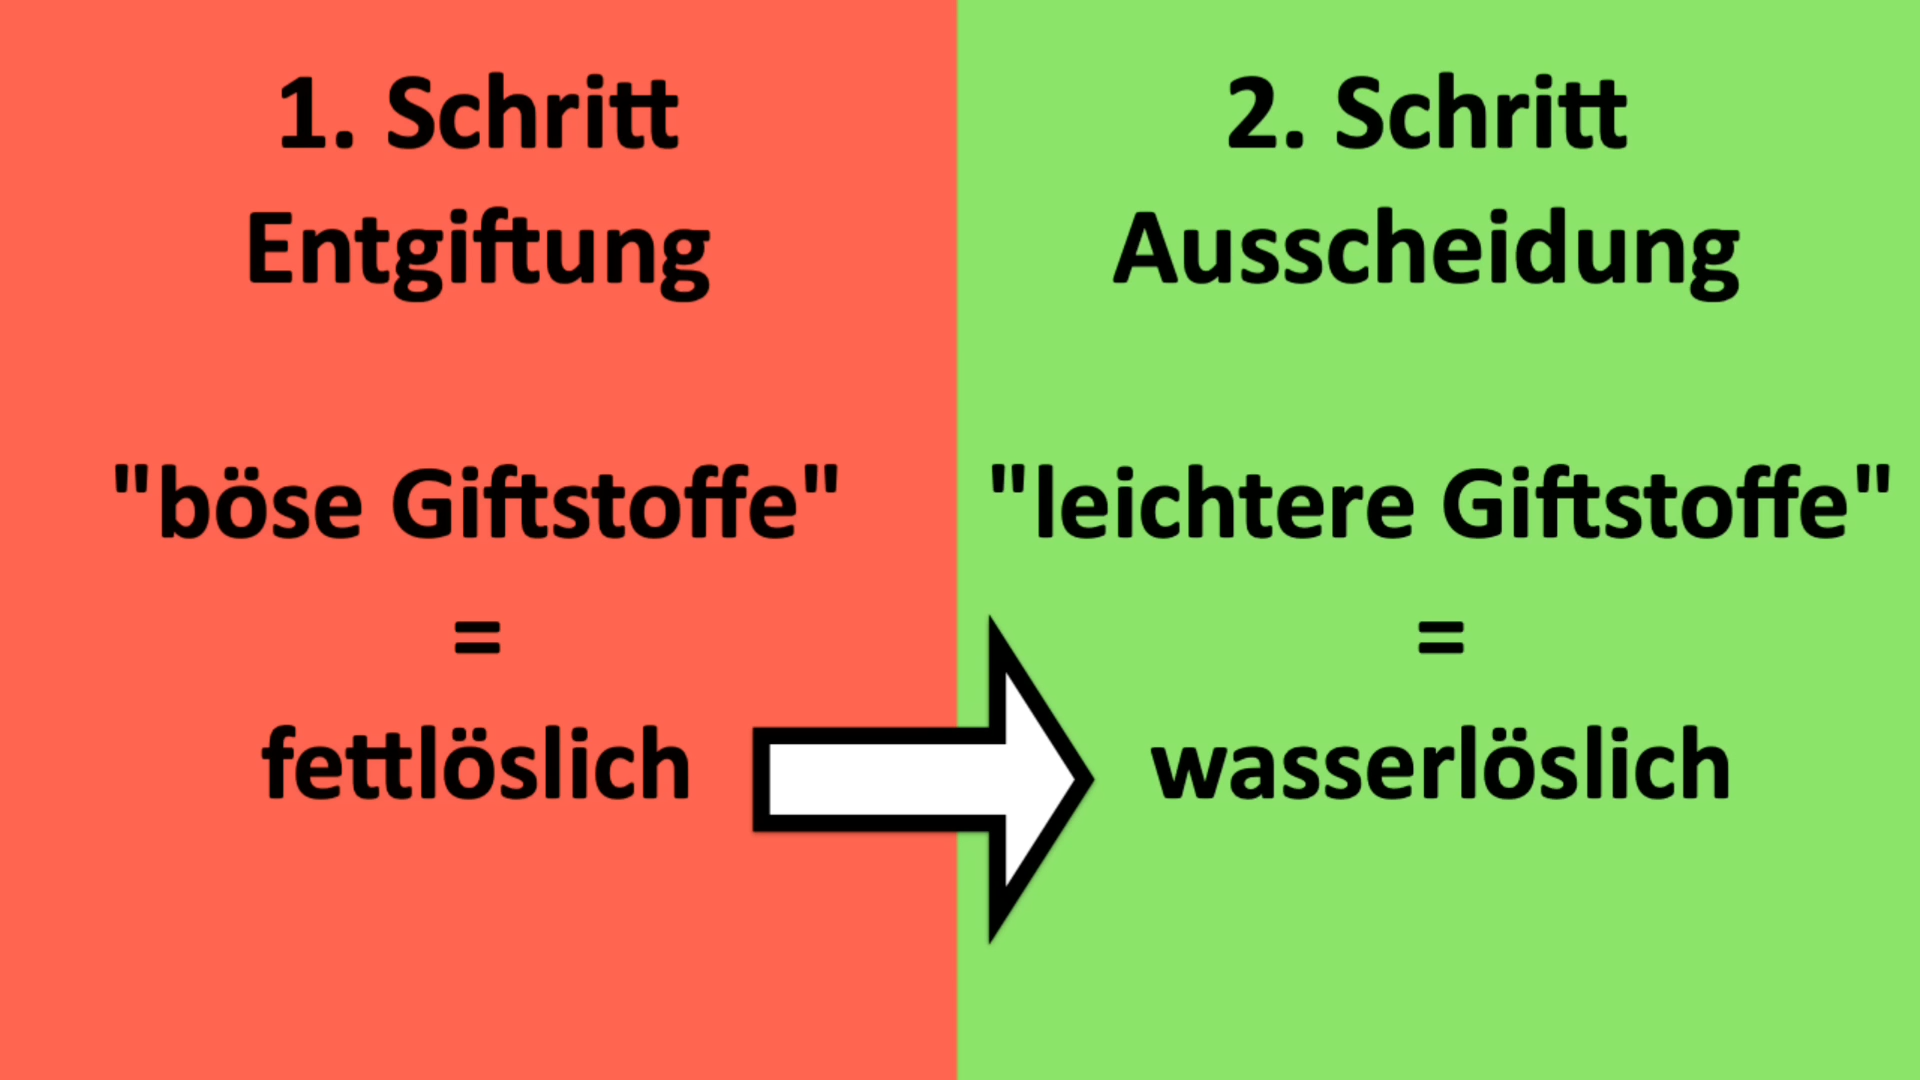 1. Schritt
Entgiftung
"böse Giftstoffe"
=
fettlöslich
2. Schritt
Ausscheidung
"leichtere Giftstoffe"
=
wasserlöslich